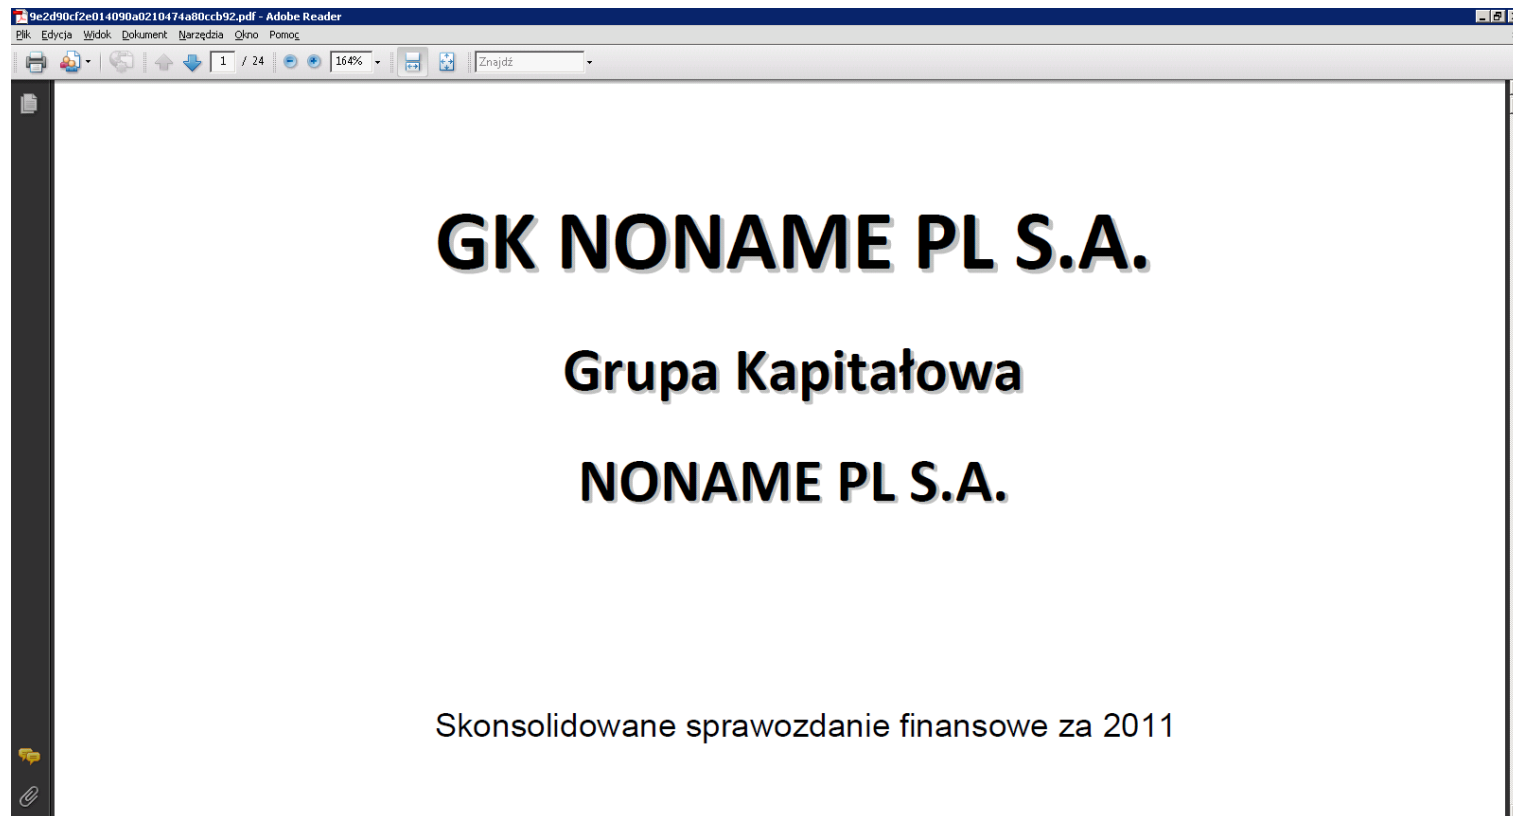 9e2d90cf2e014090a0210474a80ccb92.pdf - Adobe Reader
Plik Edycja Widok Dokument Narzędzia Okno Pomoc
1 / 24 164% Znajdź
GK NONAME PL S.A.
Grupa Kapitałowa
NONAME PL S.A.
Skonsolidowane sprawozdanie finansowe za 2011